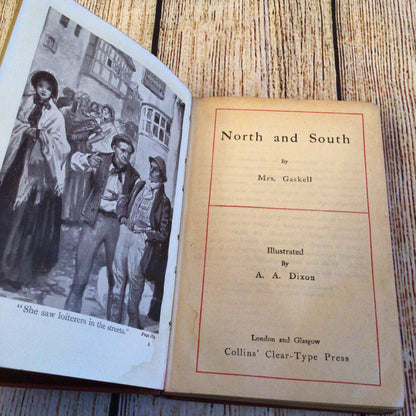 "She saw loiterers in the streets."
North and South
By
Mrs. Gaskell
Illustrated
By
A. A. Dixon
London and Glasgow
Collins' Clear-Type Press